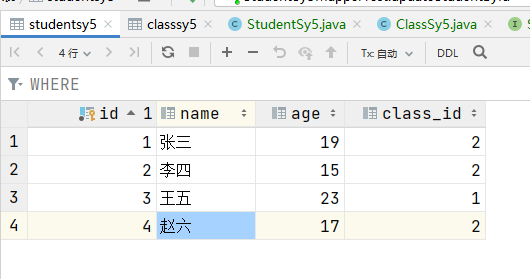 studentsy5 classsy5 StudentSy5.java ClassSy5.java
4 行 Tx: 自动 DDL
WHERE
id 1 name age class_id
1 1 张三 19 2
2 2 李四 15 2
3 3 王五 23 1
4 4 赵六 17 2